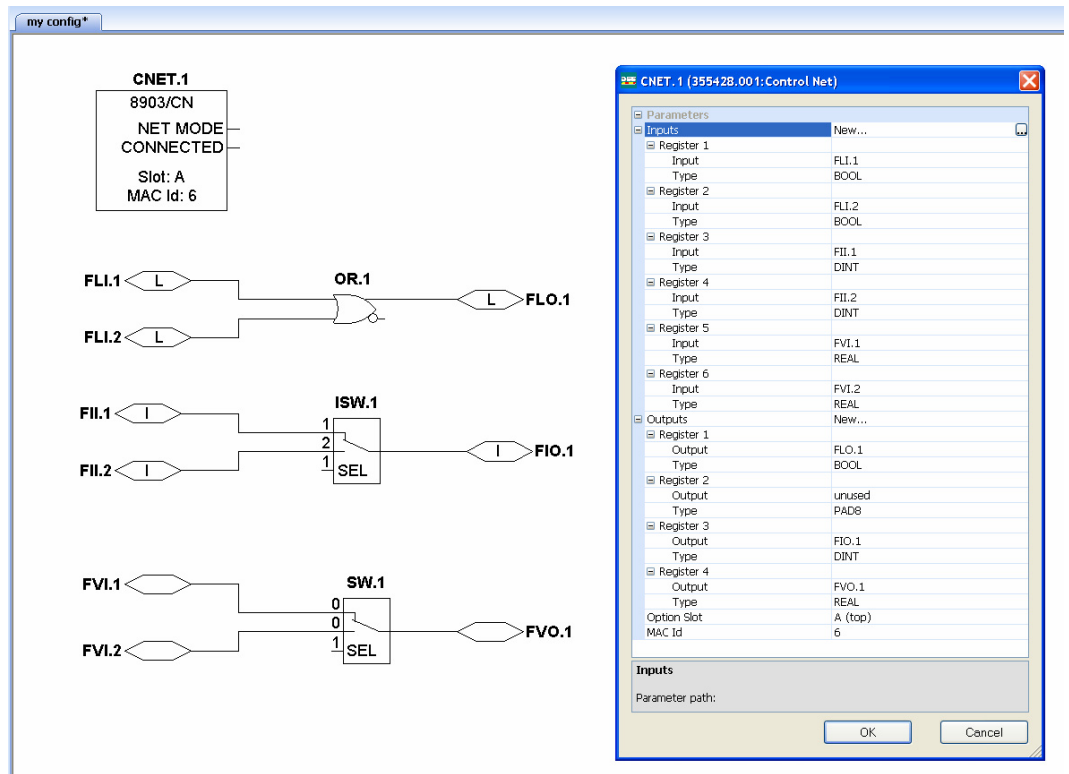 my config*
CNET.1
8903/CN
NET MODE
CONNECTED
Slot: A
MAC Id: 6
FLI.1 L
OR.1
L FLO.1
FLI.2 L
FII.1 I
ISW.1
1
2
I FIO.1
FII.2 I
1 SEL
FVI.1
SW.1
0
0
FVO.1
FVI.2
1 SEL
CNET.1 (355428.001:Control Net)
Parameters
Inputs New... ...
Register 1
Input FLI.1
Type BOOL
Register 2
Input FLI.2
Type BOOL
Register 3
Input FII.1
Type DINT
Register 4
Input FII.2
Type DINT
Register 5
Input FVI.1
Type REAL
Register 6
Input FVI.2
Type REAL
Outputs New...
Register 1
Output FLO.1
Type BOOL
Register 2
Output unused
Type PAD8
Register 3
Output FIO.1
Type DINT
Register 4
Output FVO.1
Type REAL
Option Slot A (top)
MAC Id 6
Inputs
Parameter path:
OK Cancel